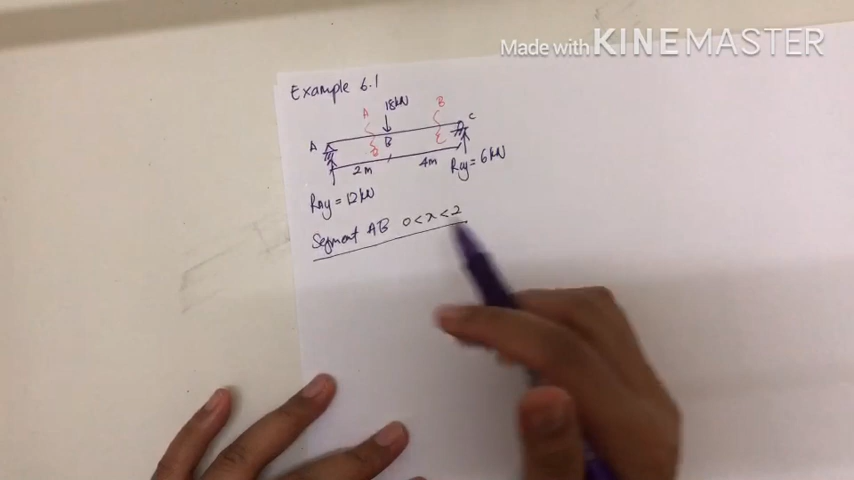 Made with KINEMASTER
Example 6.1
A 18kN B
A B C
2m 4m
RAy = 12kN Rcy = 6kN
Segment AB 0 < x < 2